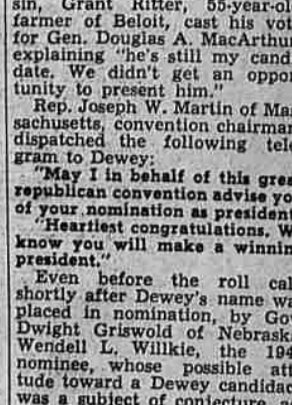 sin, Grant Ritter, 55-year-ol
farmer of Beloit, cast his vot
for Gen. Douglas A. MacArthur
explaining "he's still my cand
date. We didn't get an oppor
tunity to present him."
Rep. Joseph W. Martin of Ma
sachusetts, convention chairman
dispatched the following tele
gram to Dewey:
"May I in behalf of this grea
republican convention advise yo
of your nomination as president
"Heartiest congratulations. W
know you will make a winnin
president."
Even before the roll cal
shortly after Dewey's name wa
placed in nomination, by Gov
Dwight Griswold of Nebrask
Wendell L. Willkie, the 194
nominee, whose possible atti
tude toward a Dewey candidac
was a subject of conjecture